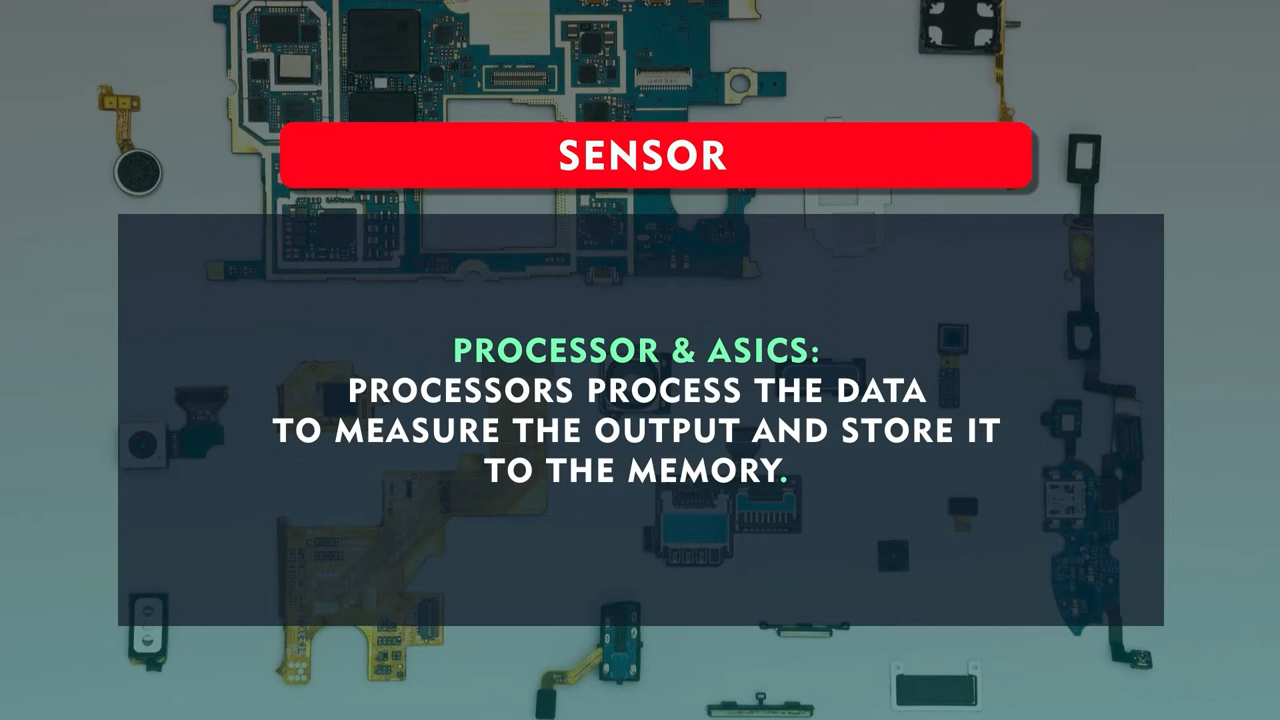 SENSOR
PROCESSOR & ASICS:
PROCESSORS PROCESS THE DATA
TO MEASURE THE OUTPUT AND STORE IT
TO THE MEMORY.